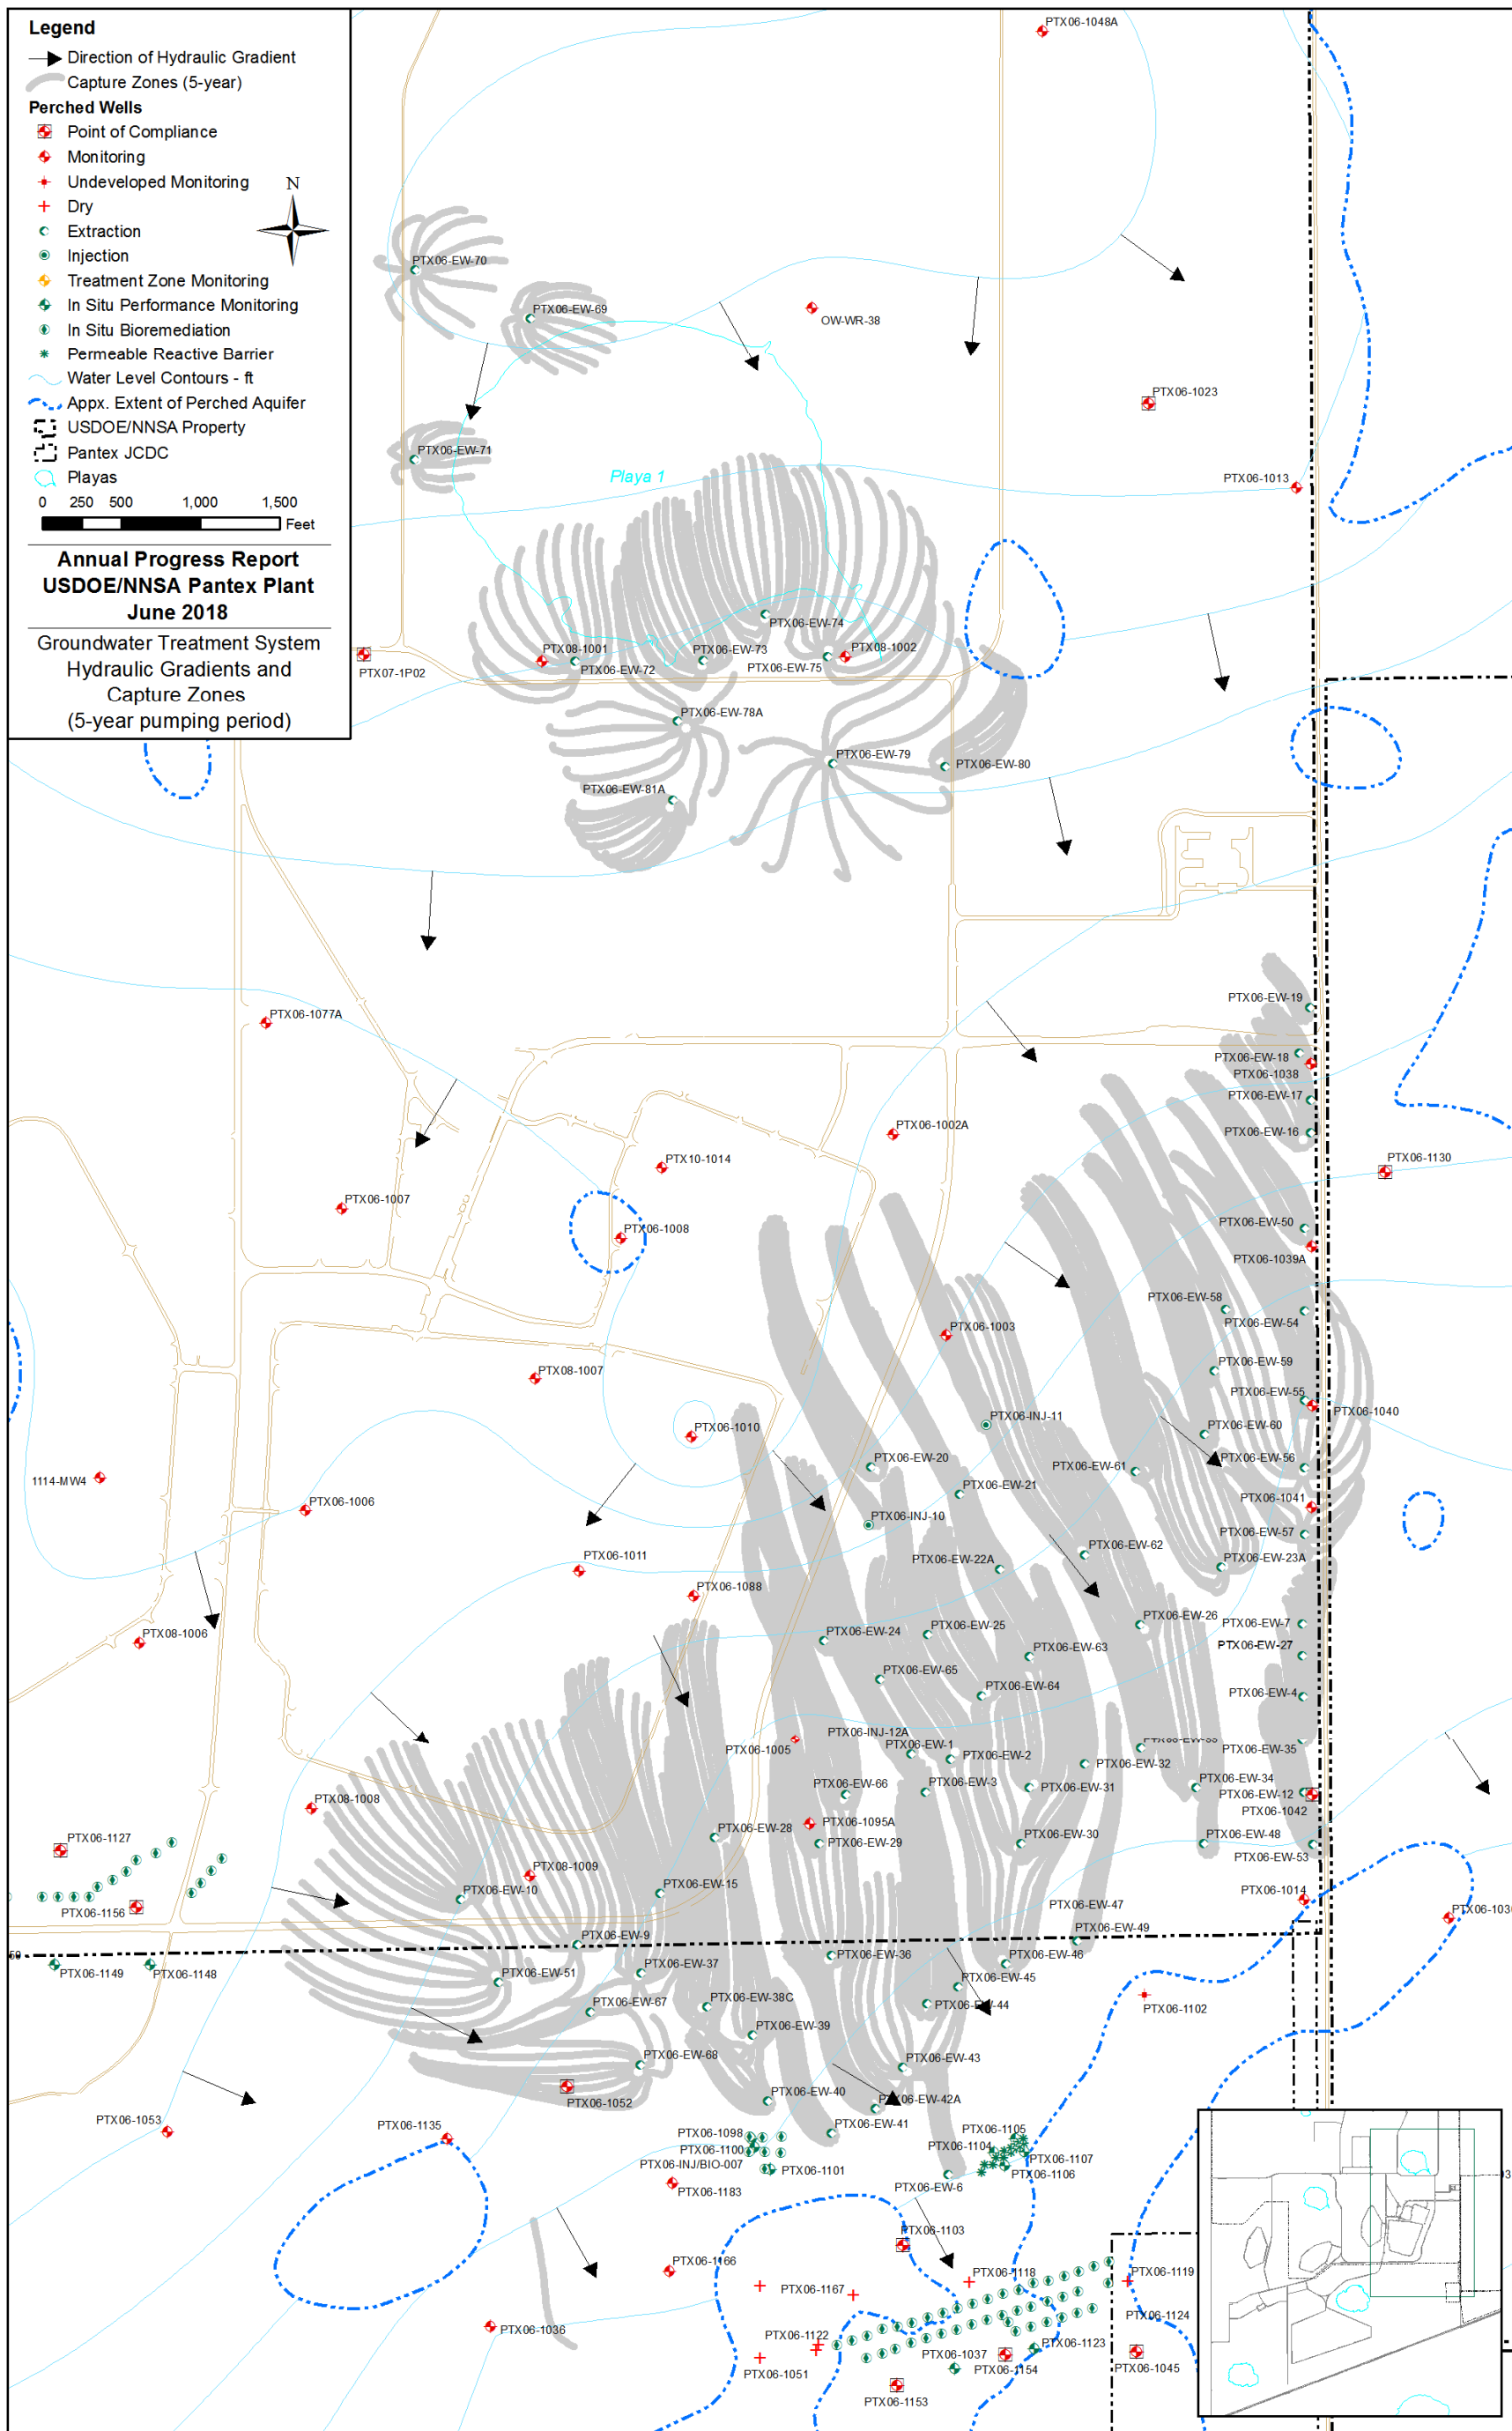 Legend
Direction of Hydraulic Gradient
Capture Zones (5-year)
Perched Wells
Point of Compliance
Monitoring
Undeveloped Monitoring
N
Dry
Extraction
Injection
Treatment Zone Monitoring
In Situ Performance Monitoring
In Situ Bioremediation
Permeable Reactive Barrier
Water Level Contours - ft
Appx. Extent of Perched Aquifer
USDOE/NNSA Property
Pantex JCDC
Playas
0 250 500 1,000 1,500
Feet
Annual Progress Report
USDOE/NNSA Pantex Plant
June 2018
Groundwater Treatment System
Hydraulic Gradients and
Capture Zones
(5-year pumping period)
PTX06-1048A
PTX06-EW-70
PTX06-EW-69
OW-WR-38
PTX06-1023
PTX06-EW-71
Playa 1
PTX06-1013
PTX06-EW-74
PTX08-1001
PTX06-EW-73
PTX08-1002
PTX07-1P02
PTX06-EW-72
PTX06-EW-75
PTX06-EW-78A
PTX06-EW-79
PTX06-EW-80
PTX06-EW-81A
PTX06-EW-19
PTX06-1077A
PTX06-EW-18
PTX06-1038
PTX06-EW-17
PTX06-1002A
PTX06-EW-16
PTX10-1014
PTX06-1130
PTX06-1007
PTX06-1008
PTX06-EW-50
PTX06-1039A
PTX06-EW-58
PTX06-EW-54
PTX06-1003
PTX08-1007
PTX06-EW-59
PTX06-EW-55
PTX06-1040
PTX06-INJ-11
PTX06-1010
PTX06-EW-60
PTX06-EW-20
PTX06-EW-61
PTX06-EW-56
1114-MW4
PTX06-EW-21
PTX06-1041
PTX06-1006
PTX06-INJ-10
PTX06-EW-57
PTX06-EW-62
PTX06-1011
PTX06-EW-22A
PTX06-EW-23A
PTX06-1088
PTX06-EW-26
PTX06-EW-7
PTX08-1006
PTX06-EW-24
PTX06-EW-25
PTX06-EW-63
PTX06-EW-27
PTX06-EW-65
PTX06-EW-64
PTX06-EW-4
PTX06-INJ-12A
PTX06-1005
PTX06-EW-1
PTX06-EW-2
PTX06-EW-35
PTX06-EW-32
PTX06-EW-66
PTX06-EW-3
PTX06-EW-31
PTX06-EW-34
PTX06-EW-12
PTX08-1008
PTX06-1042
PTX06-1095A
PTX06-1127
PTX06-EW-28
PTX06-EW-29
PTX06-EW-30
PTX06-EW-48
PTX06-EW-53
PTX08-1009
PTX06-EW-10
PTX06-EW-15
PTX06-1014
PTX06-1156
PTX06-EW-47
PTX06-EW-49
PTX06-EW-9
PTX06-EW-36
PTX06-EW-46
PTX06-1149
PTX06-1148
PTX06-EW-51
PTX06-EW-37
PTX06-EW-45
PTX06-EW-67
PTX06-EW-38C
PTX06-EW-44
PTX06-1102
PTX06-EW-39
PTX06-EW-68
PTX06-EW-43
PTX06-1052
PTX06-EW-40
PTX06-EW-42A
PTX06-1053
PTX06-1135
PTX06-EW-41
PTX06-1098
PTX06-1105
PTX06-1100
PTX06-1104
PTX06-1107
PTX06-INJ/BIO-007
PTX06-1101
PTX06-1106
PTX06-1183
PTX06-EW-6
PTX06-1103
PTX06-1166
PTX06-1167
PTX06-1118
PTX06-1119
PTX06-1036
PTX06-1122
PTX06-1124
PTX06-1051
PTX06-1037
PTX06-1123
PTX06-1154
PTX06-1045
PTX06-1153